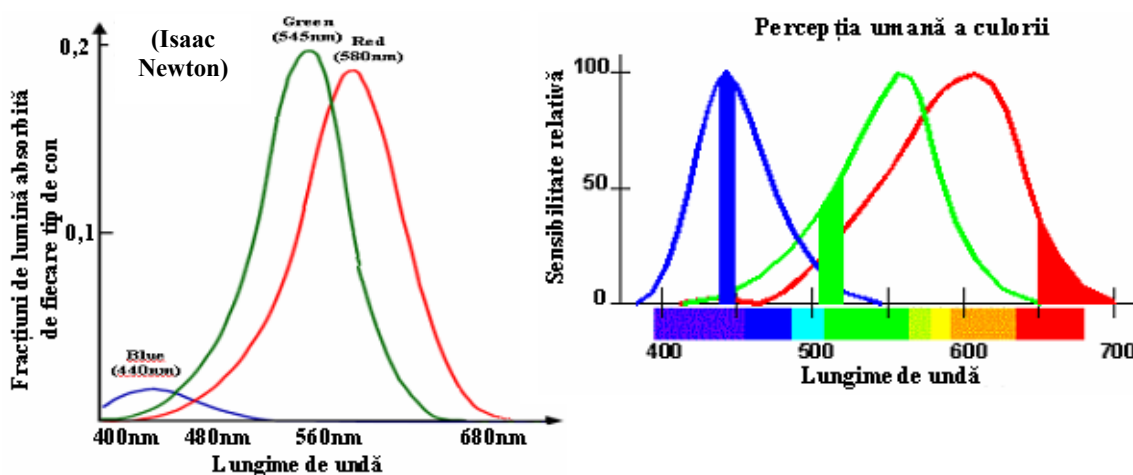 Green
(545nm)
Red
(580nm)
(Isaac
Newton)
0,2
0,1
Fracțiuni de lumină absorbită
de fiecare tip de con
Blue
(440nm)
400nm 480nm 560nm 680nm
Lungime de undă
Percepția umană a culorii
Sensibilitate relativă
100
50
0
400 500 600 700
Lungime de undă